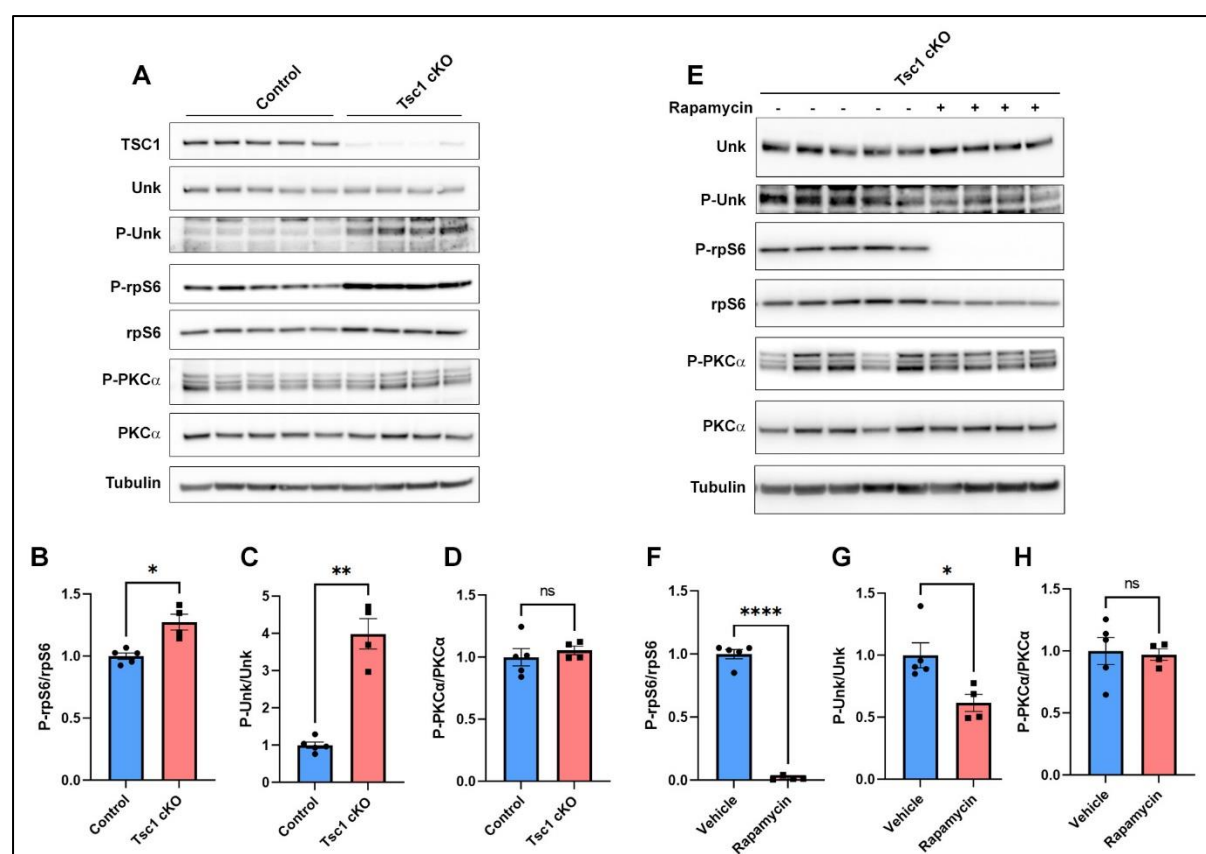 A
Control
Tsc1 cKO
TSC1
Unk
P-Unk
P-rpS6
rpS6
P-PKCα
PKCα
Tubulin
E
Tsc1 cKO
Rapamycin - - - - - + + + +
Unk
P-Unk
P-rpS6
rpS6
P-PKCα
PKCα
Tubulin
B
*
P-rpS6/rpS6
1.5
1.0
0.5
0.0
Control
Tsc1 cKO
C
**
P-Unk/Unk
5
4
3
2
1
0
Control
Tsc1 cKO
D
ns
P-PKCα/PKCα
1.5
1.0
0.5
0.0
Control
Tsc1 cKO
F
****
P-rpS6/rpS6
1.5
1.0
0.5
0.0
Vehicle
Rapamycin
G
*
P-Unk/Unk
1.5
1.0
0.5
0.0
Vehicle
Rapamycin
H
ns
P-PKCα/PKCα
1.5
1.0
0.5
0.0
Vehicle
Rapamycin